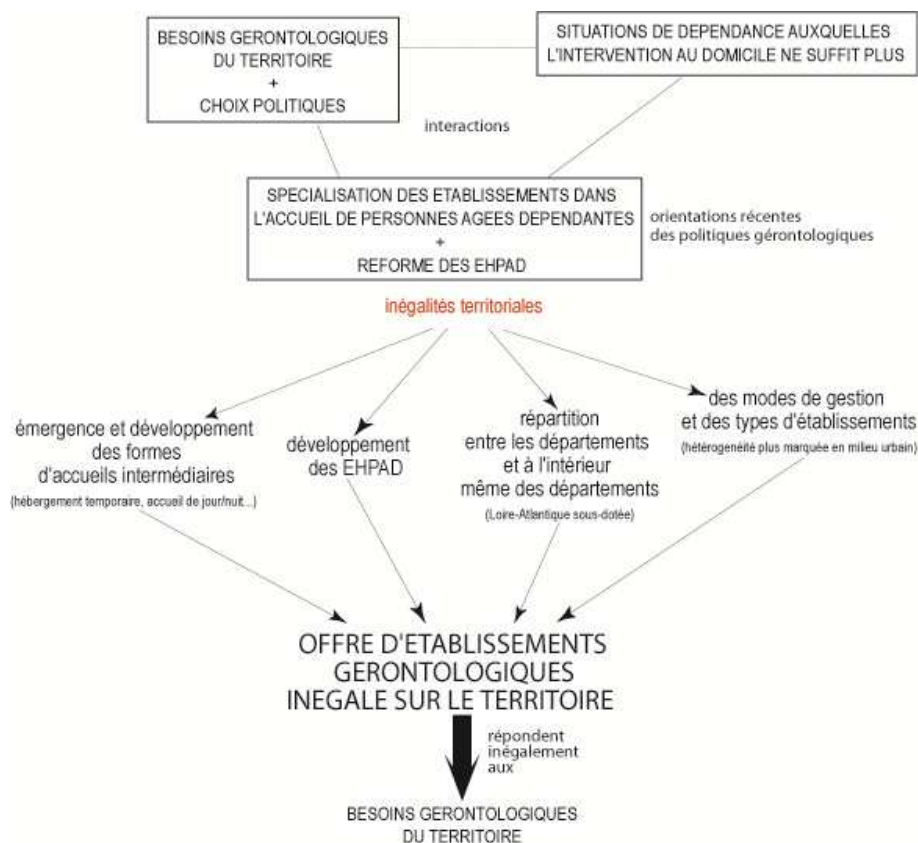 BESOINS GERONTOLOGIQUES
DU TERRITOIRE
+
CHOIX POLITIQUES
SITUATIONS DE DEPENDANCE AUXQUELLES
L'INTERVENTION AU DOMICILE NE SUFFIT PLUS
interactions
SPECIALISATION DES ETABLISSEMENTS DANS
L'ACCUEIL DE PERSONNES AGEES DEPENDANTES
+
REFORME DES EHPAD
orientations récentes
des politiques gérontologiques
inégalités territoriales
émergence et développement
des formes
d'accueils intermédiaires
(hébergement temporaire, accueil de jour/nuit...)
développement
des EHPAD
répartition
entre les départements
et à l'intérieur
même des départements
(Loire-Atlantique sous-dotée)
des modes de gestion
et des types d'établissements
(hétérogénéité plus marquée en milieu urbain)
OFFRE D'ETABLISSEMENTS
GERONTOLOGIQUES
INEGALE SUR LE TERRITOIRE
répondent
inégalement
aux
BESOINS GERONTOLOGIQUES
DU TERRITOIRE